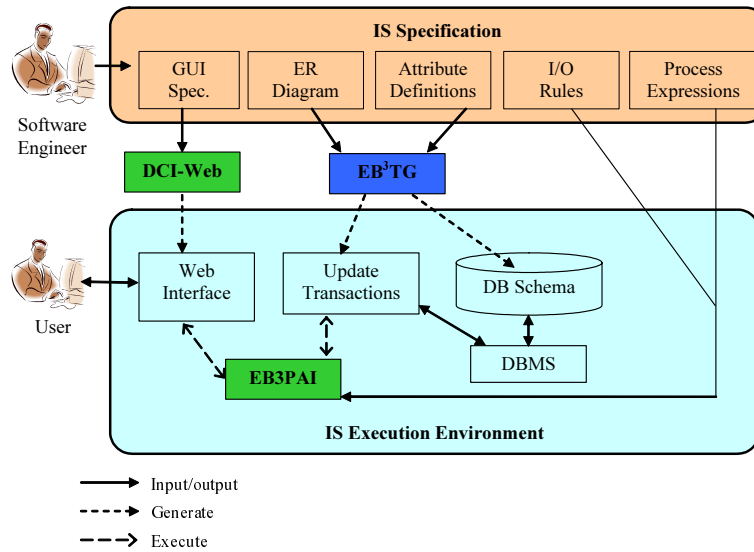 IS Specification
GUI
Spec.
ER
Diagram
Attribute
Definitions
I/O
Rules
Process
Expressions
Software
Engineer
DCI-Web
EB³TG
Web
Interface
Update
Transactions
DB Schema
User
EB3PAI
DBMS
IS Execution Environment
Input/output
Generate
Execute